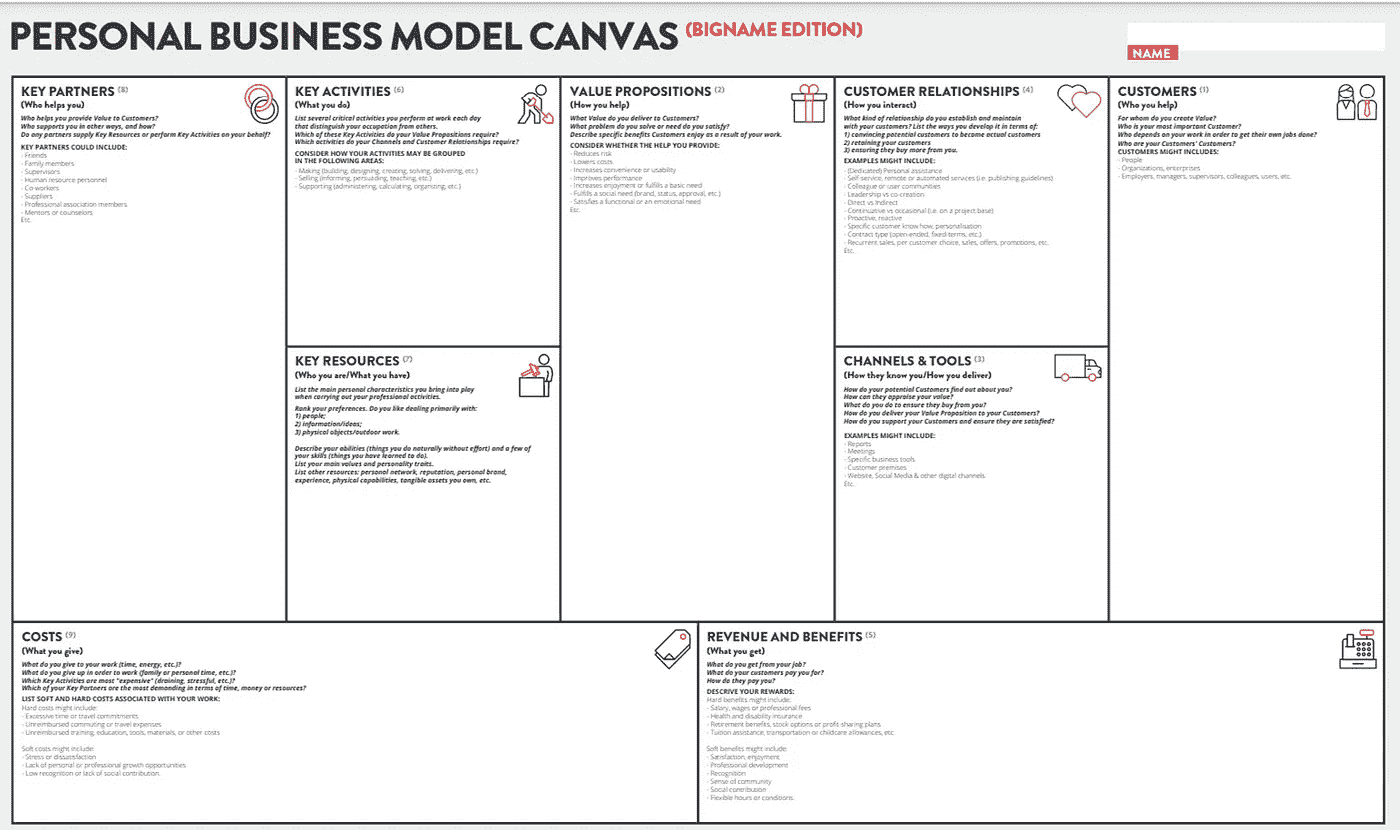 PERSONAL BUSINESS MODEL CANVAS (BIGNAME EDITION)
NAME
KEY PARTNERS (8)
(Who helps you)
Who helps you provide Value to Customers?
Who supports you in other ways, and how?
Do any partners supply Key Resources or perform Key Activities on your behalf?
KEY PARTNERS COULD INCLUDE:
- Friends
- Family members
- Supervisors
- Human resource personnel
- Co workers
- Suppliers
- Professional association members
- Mentors or counselors
Etc.
KEY ACTIVITIES (6)
(What you do)
List several critical activities you perform at work each day
that distinguish your occupation from others.
Which of these Key Activities do your Value Propositions require?
Which activities do your Channels and Customer Relationships require?
CONSIDER HOW YOUR ACTIVITIES MAY BE GROUPED
IN THE FOLLOWING AREAS:
- Making (building, designing, creating, solving, delivering, etc.)
- Selling (informing, persuading, teaching, etc.)
- Supporting (administering, calculating, organizing, etc.)
KEY RESOURCES (7)
(Who you are/What you have)
List the main personal characteristics you bring into play
when carrying out your professional activities.
Rank your preferences. Do you like dealing primarily with:
1) people;
2) information/ideas;
3) physical objects/outdoor work.
Describe your abilities (things you do naturally without effort) and a few of
your skills (things you have learned to do).
List your main values and personality traits.
List other resources: personal network, reputation, personal brand,
experience, physical capabilities, tangible assets you own, etc.
VALUE PROPOSITIONS (2)
(How you help)
What Value do you deliver to Customers?
What problem do you solve or need do you satisfy?
Describe specific benefits Customers enjoy as a result of your work.
CONSIDER WHETHER THE HELP YOU PROVIDE:
- Reduces risk
- Lowers costs
- Increases convenience or usability
- Improves performance
- Increases enjoyment or fulfills a basic need
- Fulfills a social need (brand, status, approval, etc.)
- Satisfies a functional or an emotional need
Etc.
CUSTOMER RELATIONSHIPS (4)
(How you interact)
What kind of relationship do you establish and maintain
with your customers? List the ways you develop it in terms of:
1) convincing potential customers to become actual customers
2) retaining your customers
3) ensuring they buy more from you.
EXAMPLES MIGHT INCLUDE:
- (Dedicated) Personal assistance
- Self service, remote or automated services (i.e. publishing guidelines)
- Colleague or user communities
- Leadership vs co-creation
- Direct vs Indirect
- Continuative vs occasional (i.e. on a project base)
- Proactive, reactive
- Specific customer know how, personalisation
- Contract type (open-ended, fixed-terms, etc.)
- Recurrent sales, per customer choice, sales, offers, promotions, etc.
Etc.
CHANNELS & TOOLS (3)
(How they know you/How you deliver)
How do your potential Customers find out about you?
How can they appraise your value?
What do you do to ensure they buy from you?
How do you deliver your Value Proposition to your Customers?
How do you support your Customers and ensure they are satisfied?
EXAMPLES MIGHT INCLUDE:
- Reports
- Meetings
- Specific business tools
- Customer premises
- Website, Social Media & other digital channels
Etc.
CUSTOMERS (1)
(Who you help)
For whom do you create Value?
Who is your most important Customer?
Who depends on your work in order to get their own jobs done?
Who are your Customers' Customers?
CUSTOMERS INCLUDES:
- People
- Organizations, enterprises
- Employers, managers, supervisors, colleagues, users, etc.
COSTS (9)
(What you give)
What do you give to your work (time, energy, etc.)?
What do you give up in order to work (family or personal time, etc.)?
Which Key Activities are most "expensive" (draining, stressful, etc.)?
Which of your Key Partners are the most demanding in terms of time, money or resources?
LIST SOFT AND HARD COSTS ASSOCIATED WITH YOUR WORK:
Hard costs might include:
- Excessive time or travel commitments
- Unreimbursed commuting or travel expenses
- Unreimbursed training, education, tools, materials, or other costs
Soft costs might include:
- Stress or dissatisfaction
- Lack of personal or professional growth opportunities
- Low recognition or lack of social contribution.
REVENUE AND BENEFITS (5)
(What you get)
What do you get from your job?
What do your customers pay you for?
How do they pay you?
DESCRIVE YOUR REWARDS:
Hard benefits might include:
- Salary, wages or professional fees
- Health and disability insurance
- Retirement benefits, stock options or profit-sharing plans
- Tuition assistance, transportation or childcare allowances, etc
Soft benefits might include:
- Satisfaction, enjoyment
- Professional development
- Recognition
- Sense of community
- Social contribution
- Flexible hours or conditions.